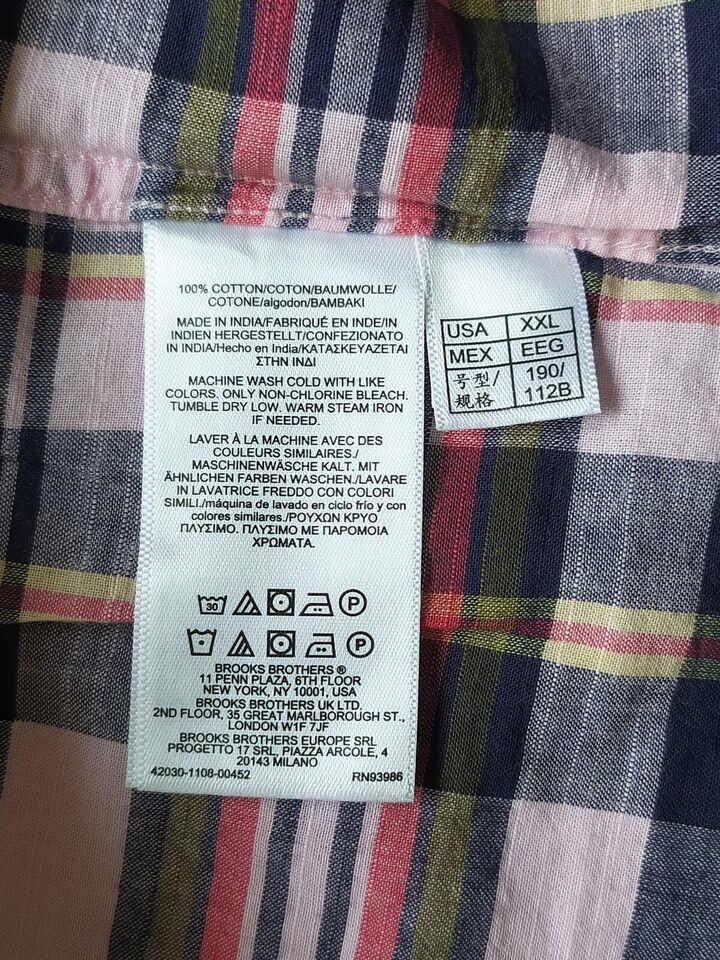 100% COTTON/COTON/BAUMWOLLE/
COTONE/algodon/BAMBAKI
MADE IN INDIA/FABRIQUÉ EN INDE/IN
INDIEN HERGESTELLT/CONFEZIONATO
IN INDIA/Hecho en India/ΚΑΤΑΣΚΕΥΑΖΕΤΑΙ
ΣΤΗΝ ΙΝΔΙ
MACHINE WASH COLD WITH LIKE
COLORS. ONLY NON-CHLORINE BLEACH.
TUMBLE DRY LOW. WARM STEAM IRON
IF NEEDED.
LAVER À LA MACHINE AVEC DES
COULEURS SIMILAIRES./
MASCHINENWÄSCHE KALT. MIT
ÄHNLICHEN FARBEN WASCHEN./LAVARE
IN LAVATRICE FREDDO CON COLORI
SIMILI./máquina de lavado en ciclo frío y con
colores similares./ΡΟΥΧΩΝ ΚΡΥΟ
ΠΛΥΣΙΜΟ. ΠΛΥΣΙΜΟ ΜΕ ΠΑΡΟΜΟΙΑ
ΧΡΩΜΑΤΑ.
30 P
P
BROOKS BROTHERS ®
11 PENN PLAZA, 6TH FLOOR
NEW YORK, NY 10001, USA
BROOKS BROTHERS UK LTD.
2ND FLOOR, 35 GREAT MARLBOROUGH ST.,
LONDON W1F 7JF
BROOKS BROTHERS EUROPE SRL
PROGETTO 17 SRL, PIAZZA ARCOLE, 4
20143 MILANO
42030-1108-00452 RN93986
USA XXL
MEX EEG
号型/ 190/
规格 112B